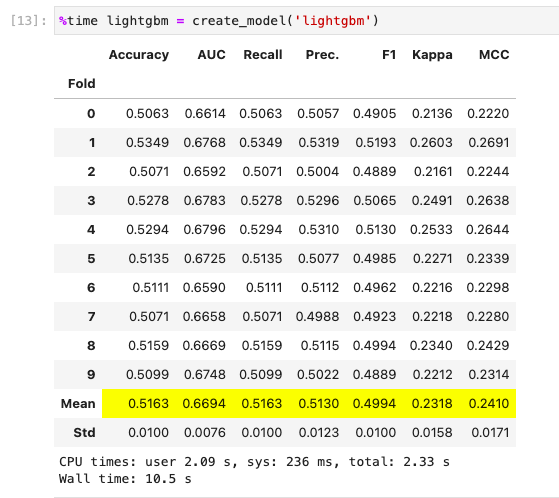 [13]: %time lightgbm = create_model('lightgbm')
Accuracy AUC Recall Prec. F1 Kappa MCC
Fold
0 0.5063 0.6614 0.5063 0.5057 0.4905 0.2136 0.2220
1 0.5349 0.6768 0.5349 0.5319 0.5193 0.2603 0.2691
2 0.5071 0.6592 0.5071 0.5004 0.4889 0.2161 0.2244
3 0.5278 0.6783 0.5278 0.5296 0.5065 0.2491 0.2638
4 0.5294 0.6796 0.5294 0.5310 0.5130 0.2533 0.2644
5 0.5135 0.6725 0.5135 0.5077 0.4985 0.2271 0.2339
6 0.5111 0.6590 0.5111 0.5112 0.4962 0.2216 0.2298
7 0.5071 0.6658 0.5071 0.4988 0.4923 0.2218 0.2280
8 0.5159 0.6669 0.5159 0.5115 0.4994 0.2340 0.2429
9 0.5099 0.6748 0.5099 0.5022 0.4889 0.2212 0.2314
Mean 0.5163 0.6694 0.5163 0.5130 0.4994 0.2318 0.2410
Std 0.0100 0.0076 0.0100 0.0123 0.0100 0.0158 0.0171
CPU times: user 2.09 s, sys: 236 ms, total: 2.33 s
Wall time: 10.5 s